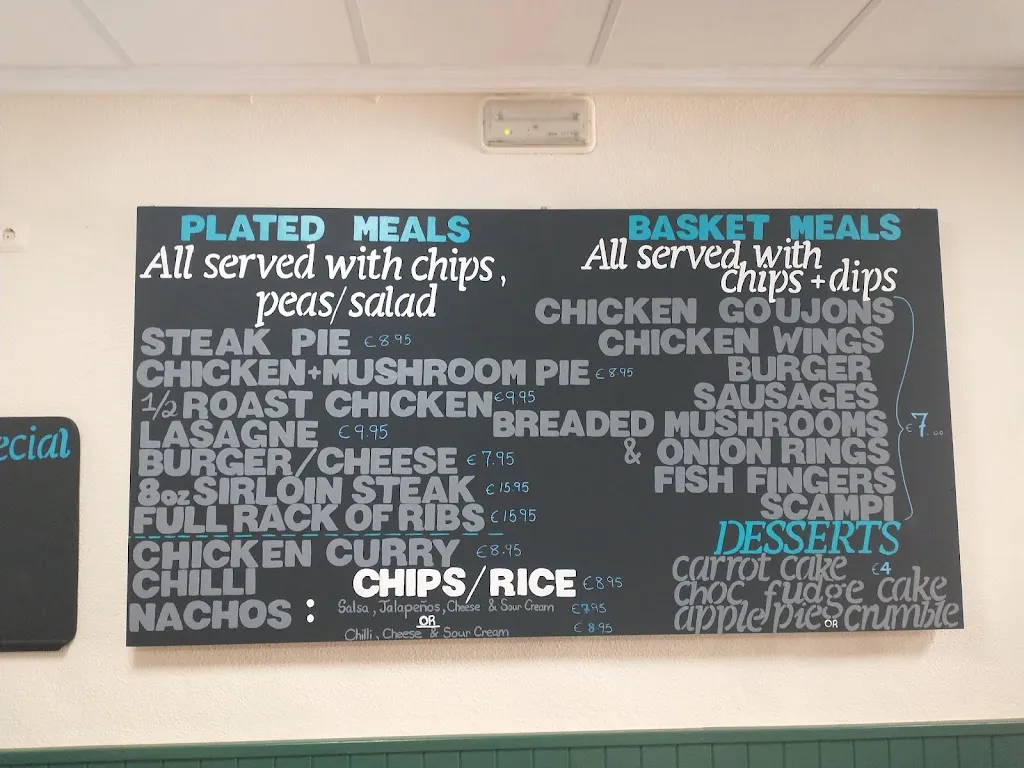 ecial
PLATED MEALS
All served with chips,
peas/salad
STEAK PIE €8.95
CHICKEN+MUSHROOM PIE €8.95
1/2 ROAST CHICKEN €9.95
LASAGNE €9.95
BURGER/CHEESE €7.95
8oz SIRLOIN STEAK €15.95
FULL RACK OF RIBS €15.95
CHICKEN CURRY €8.95
CHILLI CHIPS/RICE €8.95
NACHOS : Salsa, Jalapeños, Cheese & Sour Cream €7.95
OR
Chilli, Cheese & Sour Cream €8.95
BASKET MEALS
All served with
chips + dips
CHICKEN GOUJONS
CHICKEN WINGS
BURGER
SAUSAGES
BREADED MUSHROOMS €7.00
& ONION RINGS
FISH FINGERS
SCAMPI
DESSERTS
carrot cake €4
choc fudge cake
apple pie OR crumble